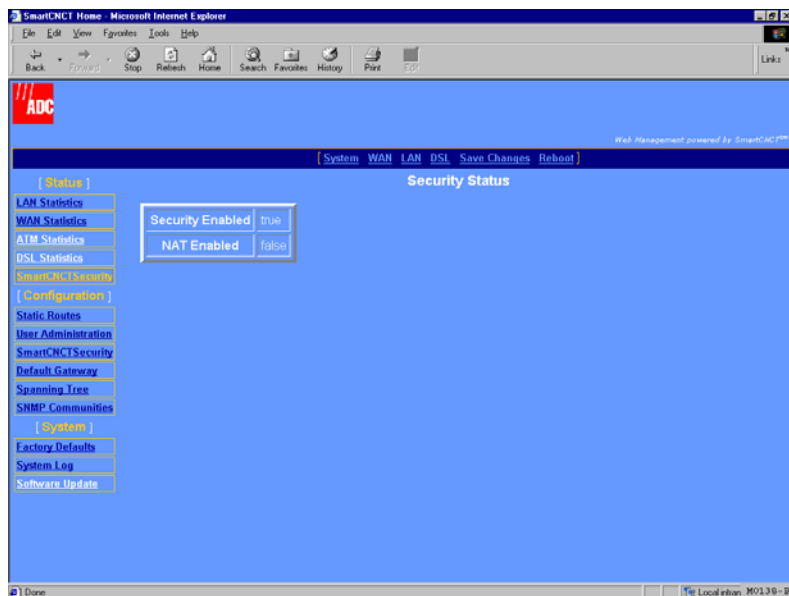 SmartCNCT Home - Microsoft Internet Explorer
File Edit View Favorites Tools Help
Back Forward Stop Refresh Home Search Favorites History Print Edit Links
ADC
Web Management powered by SmartCNCT
[ System WAN LAN DSL Save Changes Reboot ]
[ Status ]
Security Status
LAN Statistics
WAN Statistics
ATM Statistics
DSL Statistics
SmartCNCTSecurity
Security Enabled true
NAT Enabled false
[ Configuration ]
Static Routes
User Administration
SmartCNCTSecurity
Default Gateway
Spanning Tree
SNMP Communities
[ System ]
Factory Defaults
System Log
Software Update
Done Local intran